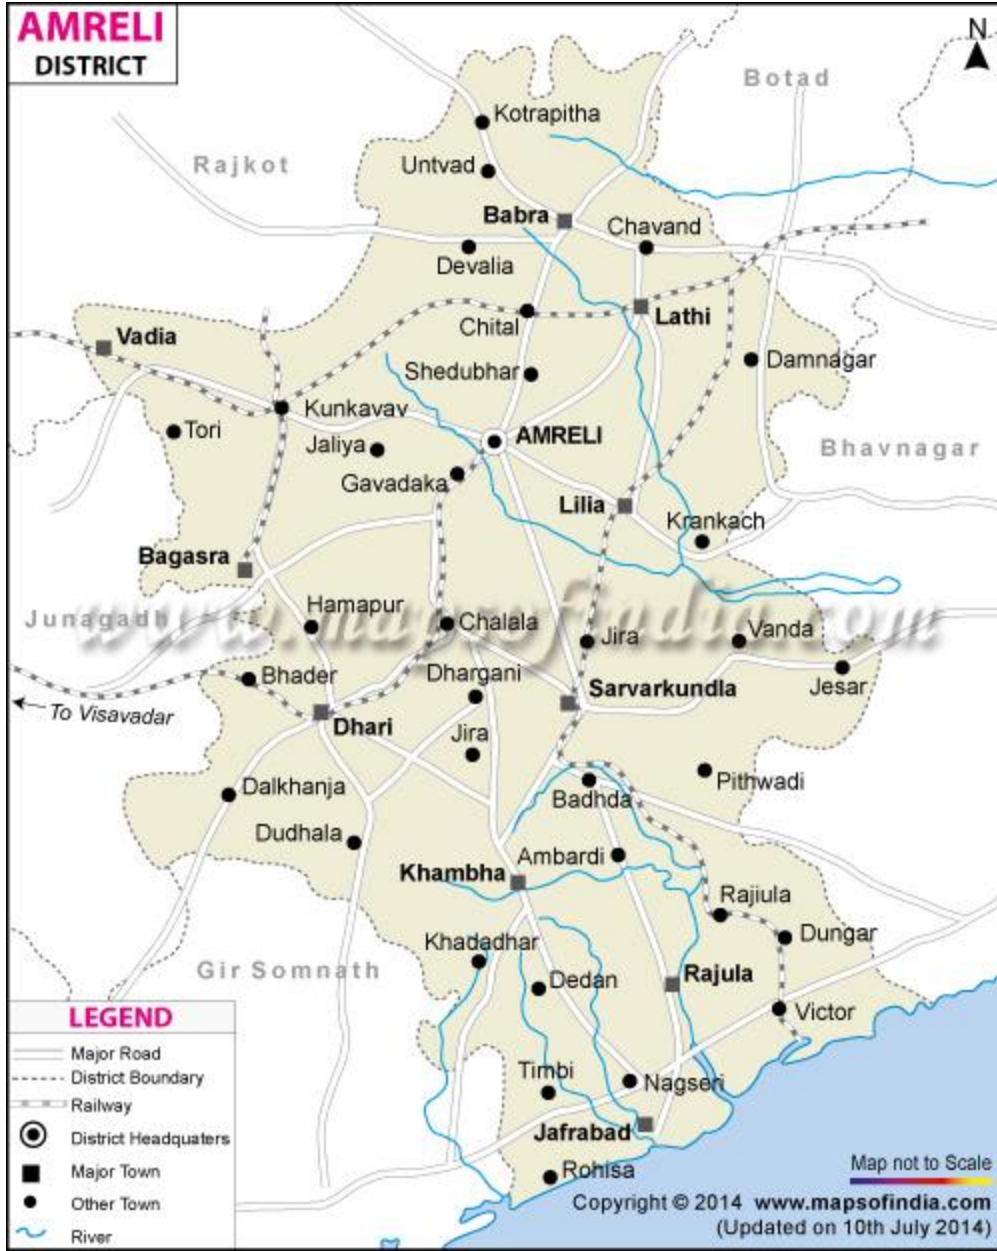 AMRELI
DISTRICT
N
Botad
Kotrapitha
Rajkot
Untvad
Babra
Chavand
Devalia
Chital
Lathi
Vadia
Shedubhar
Damnagar
Kunkavav
Tori
Jaliya
AMRELI
Bhavnagar
Gavadaka
Lilia
Krankach
Bagasra
Junagadh
www.mapsofindia.com
Hamapur
Chalala
Jira
Vanda
Bhader
Dhargani
Sarvarkundla
Jesar
To Visavadar
Dhari
Jira
Pithwadi
Dalkhanja
Badhda
Dudhala
Ambardi
Khambha
Rajiula
Khadadhar
Dungar
Gir Somnath
Dedan
Rajula
Victor
LEGEND
Major Road
District Boundary
Railway
District Headquaters
Major Town
Other Town
River
Timbi
Nagseri
Jafrabad
Rohisa
Map not to Scale
Copyright © 2014 www.mapsofindia.com
(Updated on 10th July 2014)